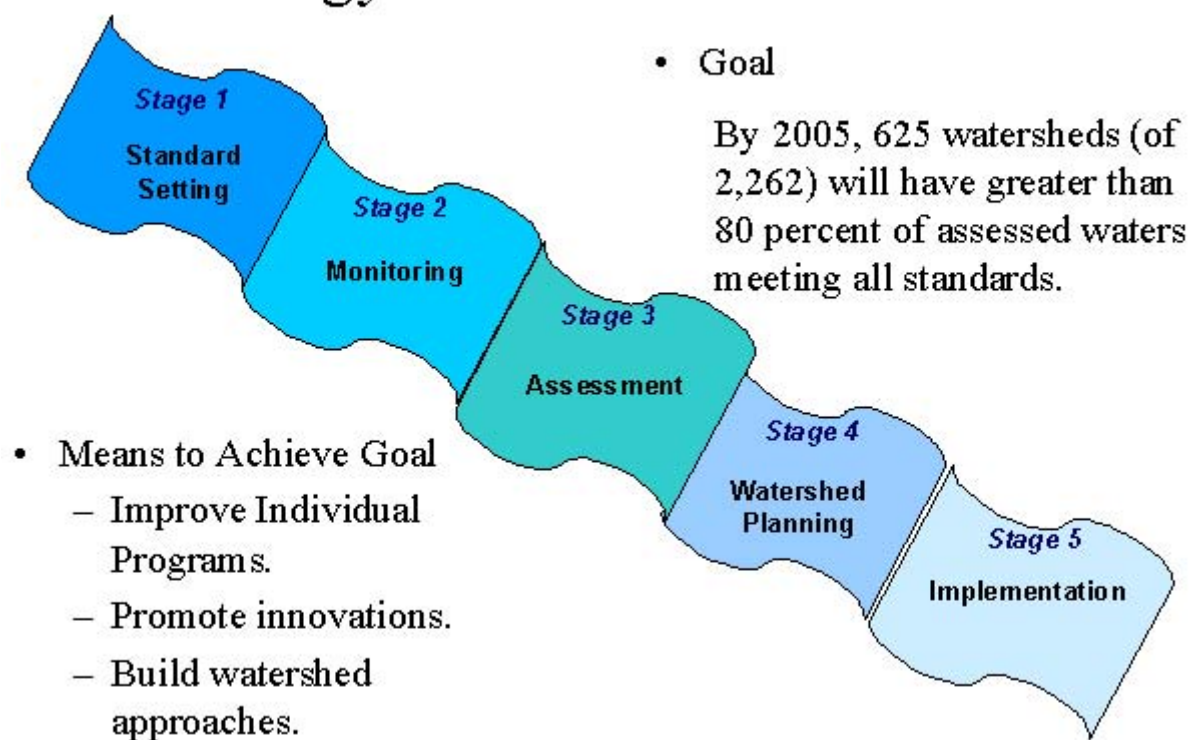 Stage 1
Standard
Setting
Stage 2
Monitoring
Stage 3
Assessment
Stage 4
Watershed
Planning
Stage 5
Implementation
• Goal
By 2005, 625 watersheds (of
2,262) will have greater than
80 percent of assessed waters
meeting all standards.
• Means to Achieve Goal
– Improve Individual
Programs.
– Promote innovations.
– Build watershed
approaches.